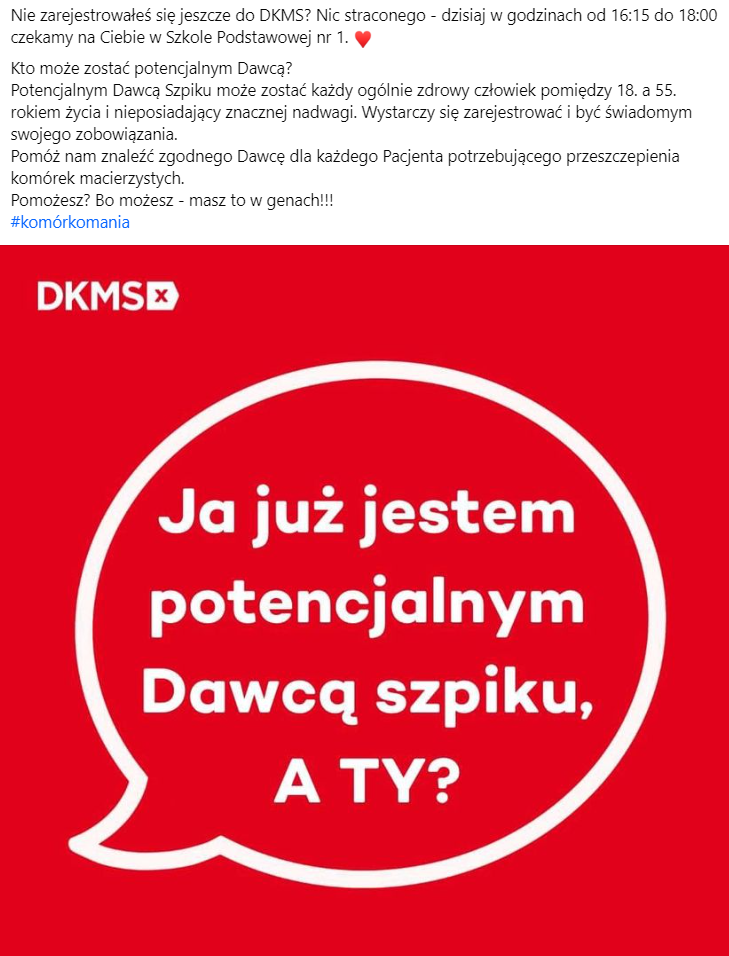 Nie zarejestrowałeś się jeszcze do DKMS? Nic straconego - dzisiaj w godzinach od 16:15 do 18:00
czekamy na Ciebie w Szkole Podstawowej nr 1. ♥
Kto może zostać potencjalnym Dawcą?
Potencjalnym Dawcą Szpiku może zostać każdy ogólnie zdrowy człowiek pomiędzy 18. a 55.
rokiem życia i nieposiadający znacznej nadwagi. Wystarczy się zarejestrować i być świadomym
swojego zobowiązania.
Pomóż nam znaleźć zgodnego Dawcę dla każdego Pacjenta potrzebującego przeszczepienia
komórek macierzystych.
Pomożesz? Bo możesz - masz to w genach!!!
#komórkomania
DKMS x
Ja już jestem
potencjalnym
Dawcą szpiku,
A TY?